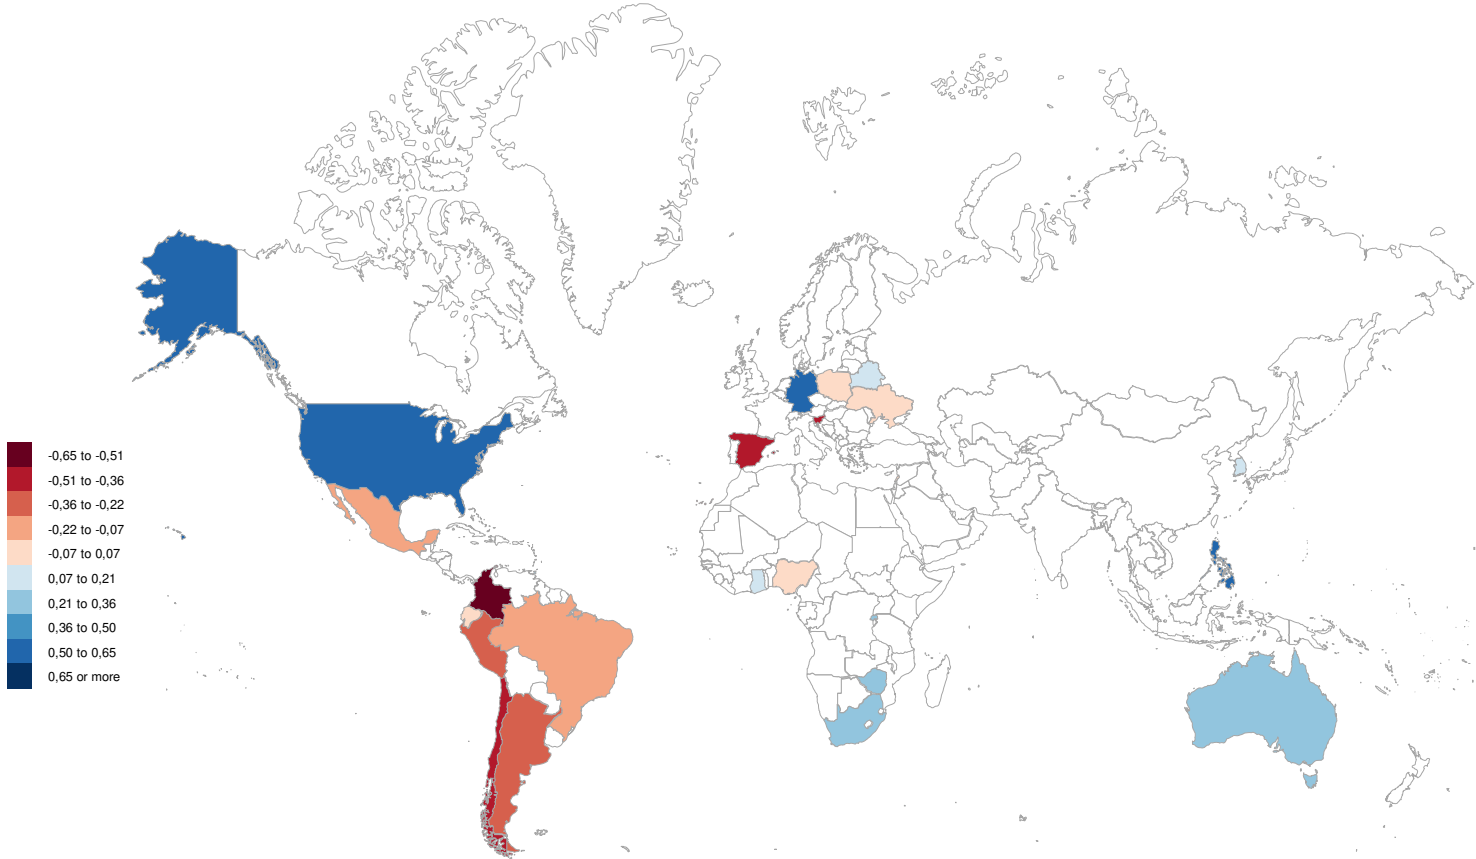 -0,65 to -0,51
-0,51 to -0,36
-0,36 to -0,22
-0,22 to -0,07
-0,07 to 0,07
0,07 to 0,21
0,21 to 0,36
0,36 to 0,50
0,50 to 0,65
0,65 or more